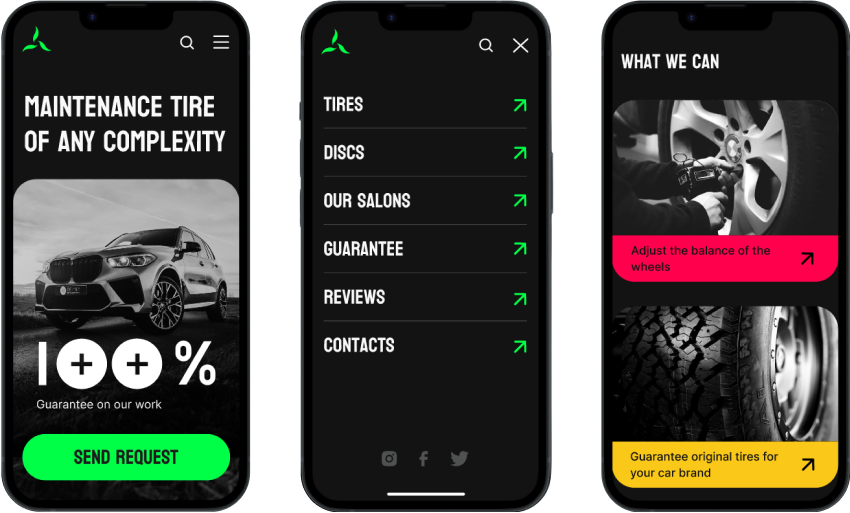 MAINTENANCE TIRE
OF ANY COMPLEXITY
100 %
Guarantee on our work
SEND REQUEST
TIRES
DISCS
OUR SALONS
GUARANTEE
REVIEWS
CONTACTS
WHAT WE CAN
Adjust the balance of the
wheels
Guarantee original tires for
your car brand